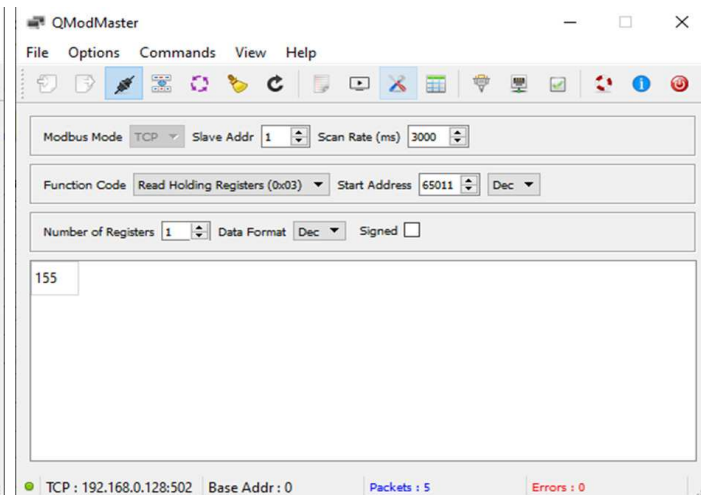 QModMaster
File Options Commands View Help
Modbus Mode TCP Slave Addr 1 Scan Rate (ms) 3000
Function Code Read Holding Registers (0x03) Start Address 65011 Dec
Number of Registers 1 Data Format Dec Signed
155
TCP : 192.168.0.128:502 Base Addr : 0 Packets : 5 Errors : 0